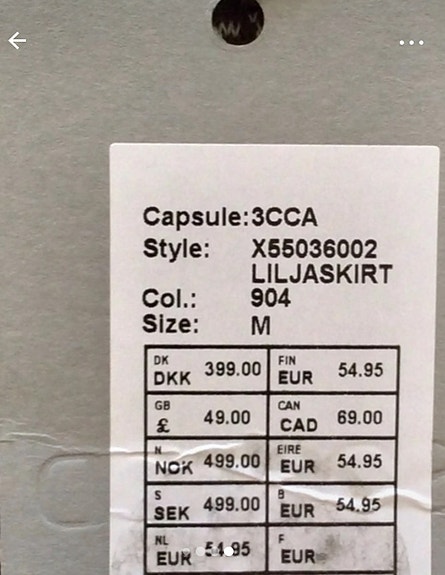 Capsule:3CCA
Style: X55036002
LILJASKIRT
Col.: 904
Size: M
DK FIN
DKK 399.00 EUR 54.95
GB CAN
£ 49.00 CAD 69.00
N EIRE
NOK 499.00 EUR 54.95
S B
SEK 499.00 EUR 54.95
NL F
EUR 54.95 EUR